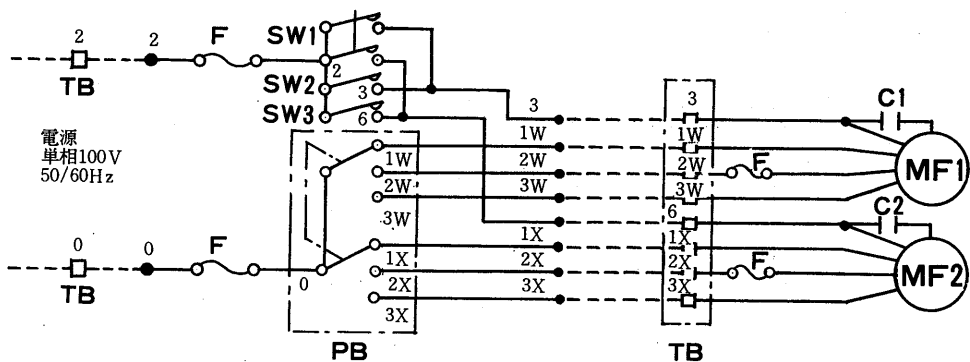 SW1
2
2
F
TB
2
SW2
3
SW3
6
電源
単相100V
50/60Hz
3
3
C1
1W
1W
1W
2W
2W
2W
F
3W
3W
3W
MF1
6
C2
0
0
F
0
1X
1X
1X
2X
2X
2X
F
3X
3X
3X
MF2
TB
PB
TB